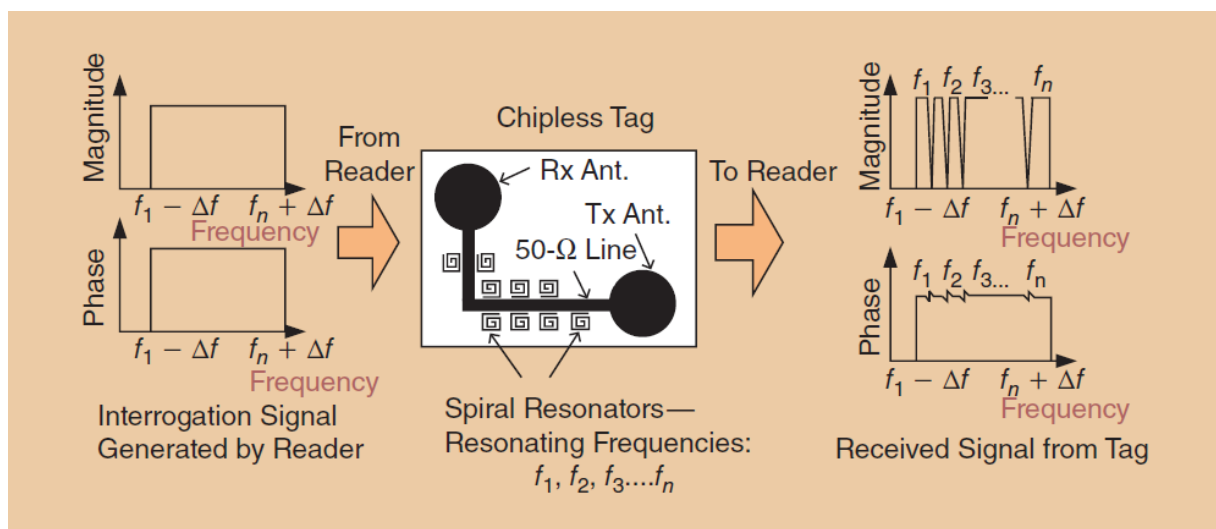 Magnitude
f1 − Δf fn + Δf
Frequency
Phase
f1 − Δf fn + Δf
Frequency
Interrogation Signal
Generated by Reader
From
Reader
Chipless Tag
Rx Ant.
Tx Ant.
50-Ω Line
Spiral Resonators—
Resonating Frequencies:
f1, f2, f3....fn
To Reader
Magnitude
f1 f2 f3... fn
f1 − Δf fn + Δf
Frequency
Phase
f1 f2 f3... fn
f1 − Δf fn + Δf
Frequency
Received Signal from Tag